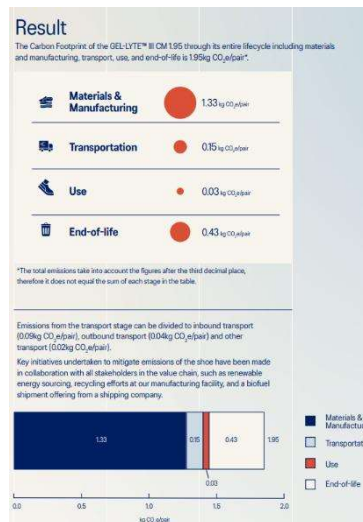 Result
The Carbon Footprint of the GEL-LYTE™ III CM 1.95 through its entire lifecycle including materials
and manufacturing, transport, use, and end-of-life is 1.95kg CO₂e/pair*.
Materials &
Manufacturing
1.33 kg CO₂e/pair
Transportation
0.15 kg CO₂e/pair
Use
0.03 kg CO₂e/pair
End-of-life
0.43 kg CO₂e/pair
*The total emissions take into account the figures after the third decimal place,
therefore it does not equal the sum of each stage in the table.
Emissions from the transport stage can be divided to inbound transport
(0.09kg CO₂e/pair), outbound transport (0.04kg CO₂e/pair) and other
transport (0.02kg CO₂e/pair).
Key initiatives undertaken to mitigate emissions of the shoe have been made
in collaboration with all stakeholders in the value chain, such as renewable
energy sourcing, recycling efforts at our manufacturing facility, and a biofuel
shipment offering from a shipping company.
1.33 0.15 0.43 1.95
0.03
0.0 0.5 1.0 1.5 2.0
kg CO₂e/pair
Materials &
Manufactu
Transportat
Use
End-of-life